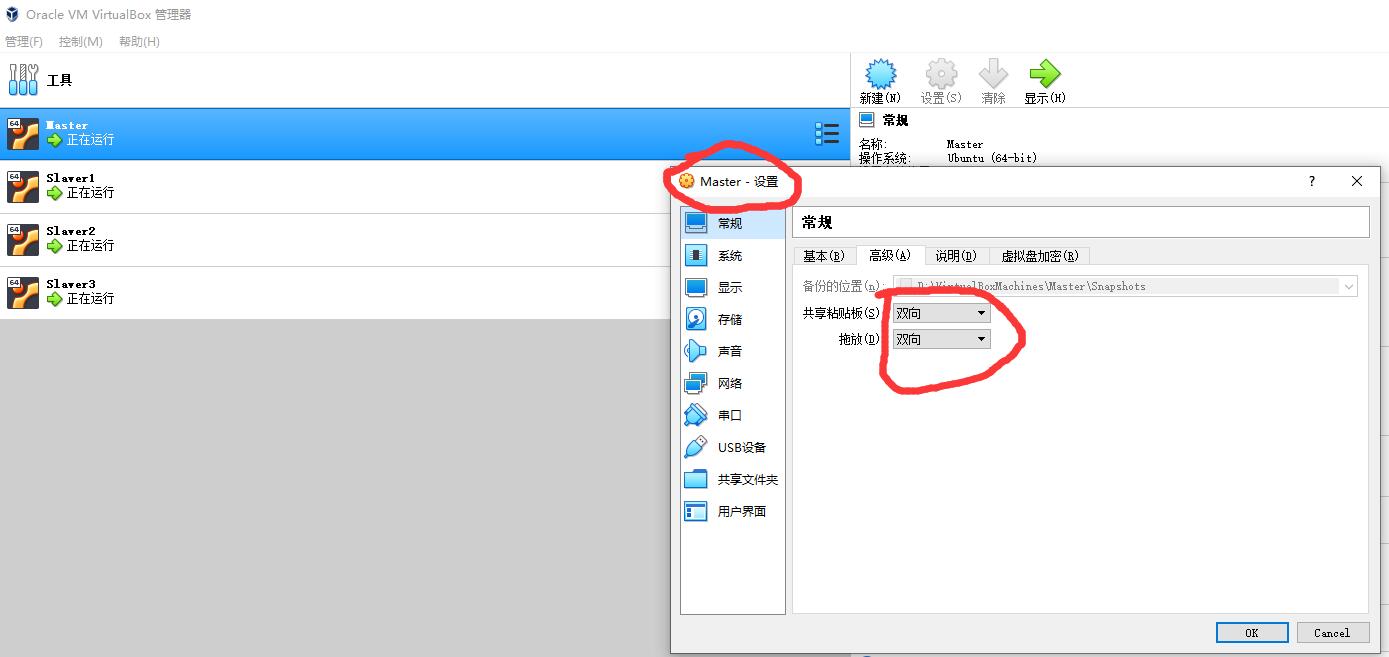 Oracle VM VirtualBox 管理器
管理(F) 控制(M) 帮助(H)
工具
新建(N) 设置(S) 清除 显示(H)
64
Master
正在运行
64
Slaver1
正在运行
64
Slaver2
正在运行
64
Slaver3
正在运行
常规
名称: Master
操作系统: Ubuntu (64-bit)
Master - 设置 ?
常规
系统
显示
存储
声音
网络
串口
USB设备
共享文件夹
用户界面
常规
基本(B) 高级(A) 说明(D) 虚拟盘加密(R)
备份的位置(n): D:\VirtualBoxMachines\Master\Snapshots
共享粘贴板(S) 双向
拖放(D) 双向
OK Cancel